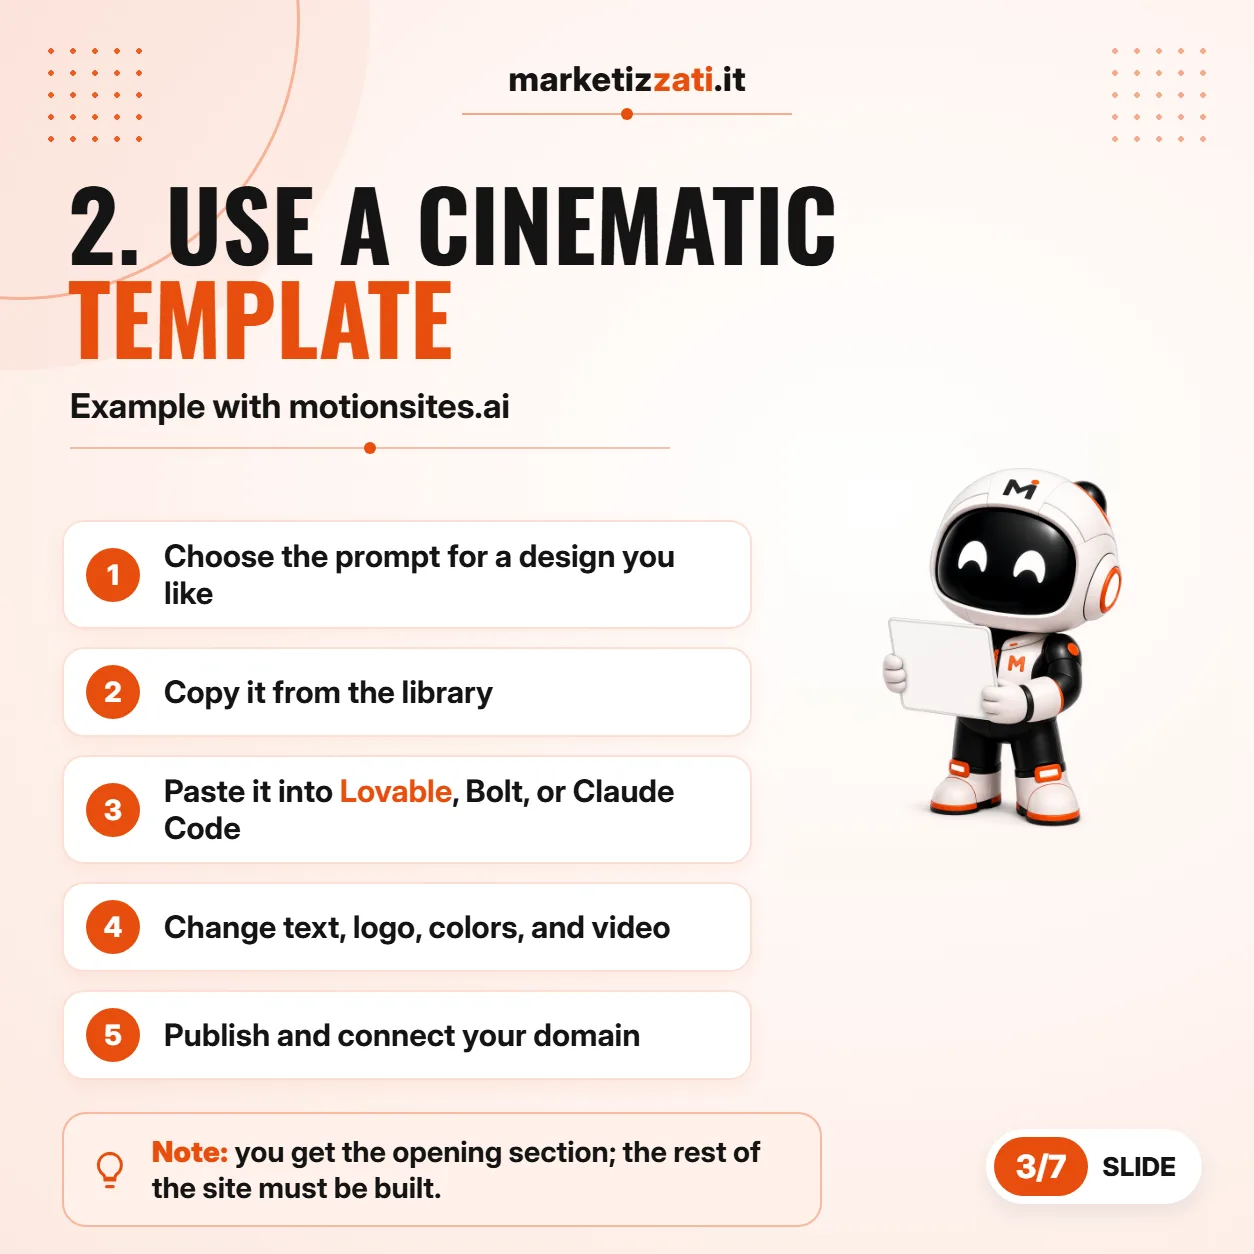 marketizzati.it
2. USE A CINEMATIC
TEMPLATE
Example with motionsites.ai
1
Choose the prompt for a design you
like
2
Copy it from the library
3
Paste it into Lovable, Bolt, or Claude
Code
4
Change text, logo, colors, and video
5
Publish and connect your domain
Note: you get the opening section; the rest of
the site must be built.
3/7 SLIDE
M
M